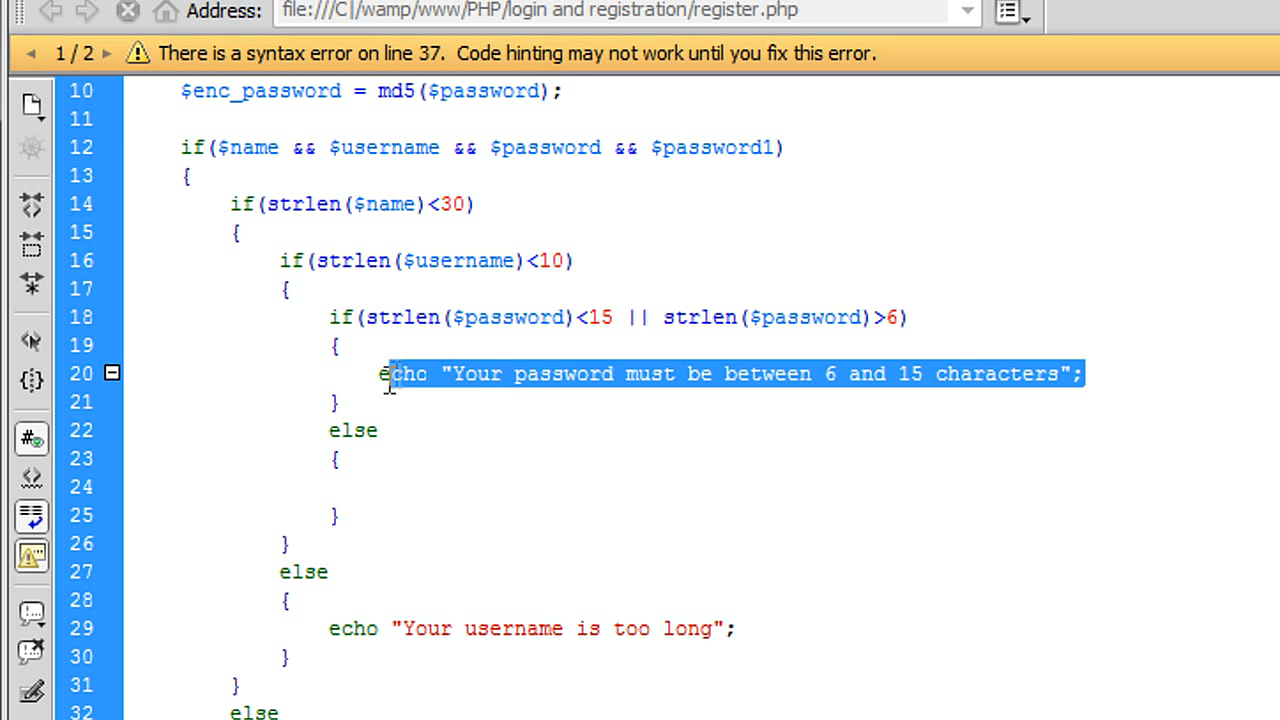 Address: file:///C|/wamp/www/PHP/login and registration/register.php
1 / 2 There is a syntax error on line 37. Code hinting may not work until you fix this error.
10 $enc_password = md5($password);
11
12 if($name && $username && $password && $password1)
13 {
14 if(strlen($name)<30)
15 {
16 if(strlen($username)<10)
17 {
18 if(strlen($password)<15 || strlen($password)>6)
19 {
20 echo "Your password must be between 6 and 15 characters";
21 }
22 else
23 {
24
25 }
26 }
27 else
28 {
29 echo "Your username is too long";
30 }
31 }
32 else